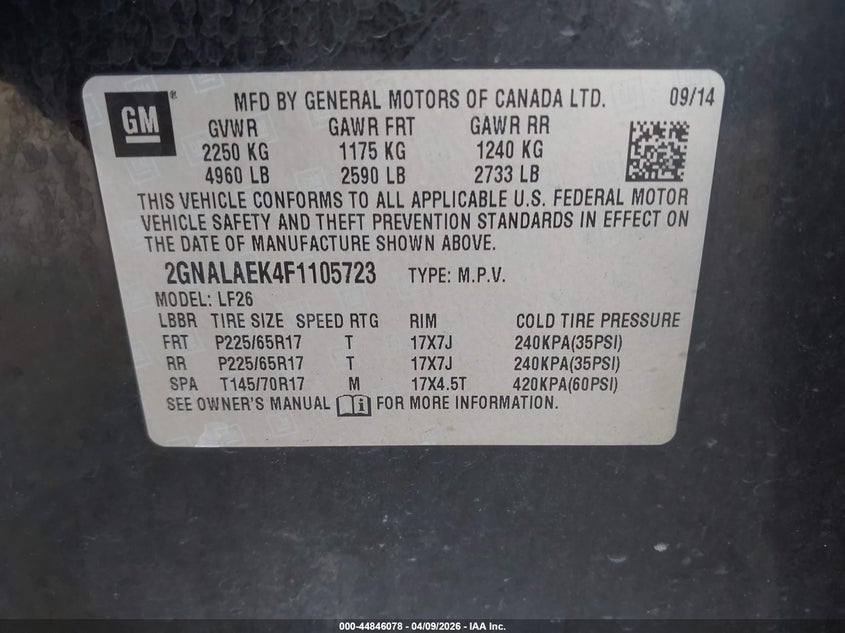 GM ® MFD BY GENERAL MOTORS OF CANADA LTD. 09/14
GVWR GAWR FRT GAWR RR
2250 KG 1175 KG 1240 KG
4960 LB 2590 LB 2733 LB
THIS VEHICLE CONFORMS TO ALL APPLICABLE U.S. FEDERAL MOTOR
VEHICLE SAFETY AND THEFT PREVENTION STANDARDS IN EFFECT ON
THE DATE OF MANUFACTURE SHOWN ABOVE.
2GNALAEK4F1105723 TYPE: M.P.V.
MODEL: LF26
LBBR TIRE SIZE SPEED RTG RIM COLD TIRE PRESSURE
FRT P225/65R17 T 17X7J 240KPA(35PSI)
RR P225/65R17 T 17X7J 240KPA(35PSI)
SPA T145/70R17 M 17X4.5T 420KPA(60PSI)
SEE OWNER'S MANUAL FOR MORE INFORMATION.
000-44846078 - 04/09/2026 - IAA Inc.